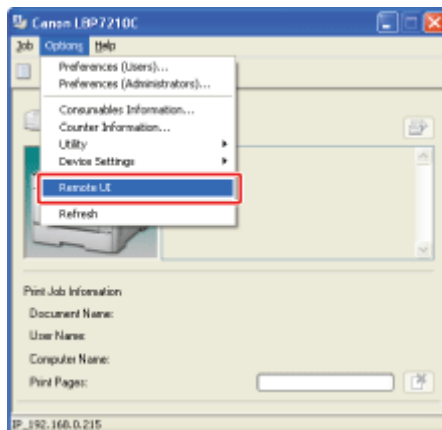 Canon LBP7210C
Job Options Help
Preferences (Users)...
Preferences (Administrators)...
Consumables Information...
Counter Information...
Utility
Device Settings
Remote UI
Refresh
Print Job Information
Document Name:
User Name:
Computer Name:
Print Pages:
IP_192.168.0.215